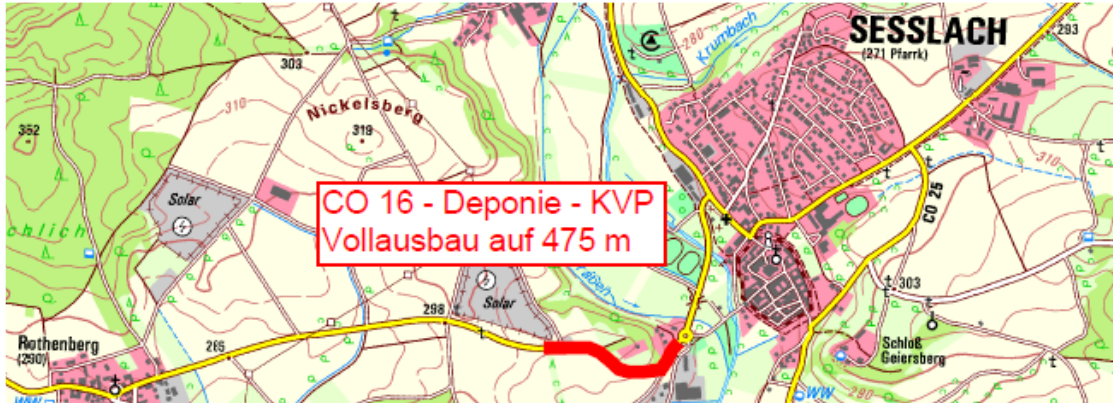 SESSLACH
(271 Pfarrk)
293
Krumbach
280
303
310
Nickelsberg
319
352
310
Solar
CO 16 - Deponie - KVP
Vollausbau auf 475 m
CO 25
303
Solar
298
Rothenberg
(290)
265
Schloß
Geiersberg
WW
WW
290